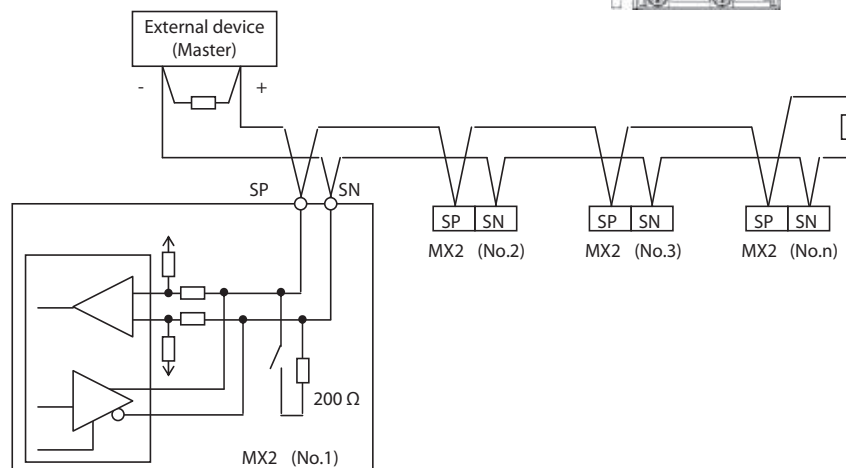 External device
(Master)
- +
SP SN
SP SN
MX2 (No.2)
SP SN
MX2 (No.3)
SP SN
MX2 (No.n)
200 Ω
MX2 (No.1)